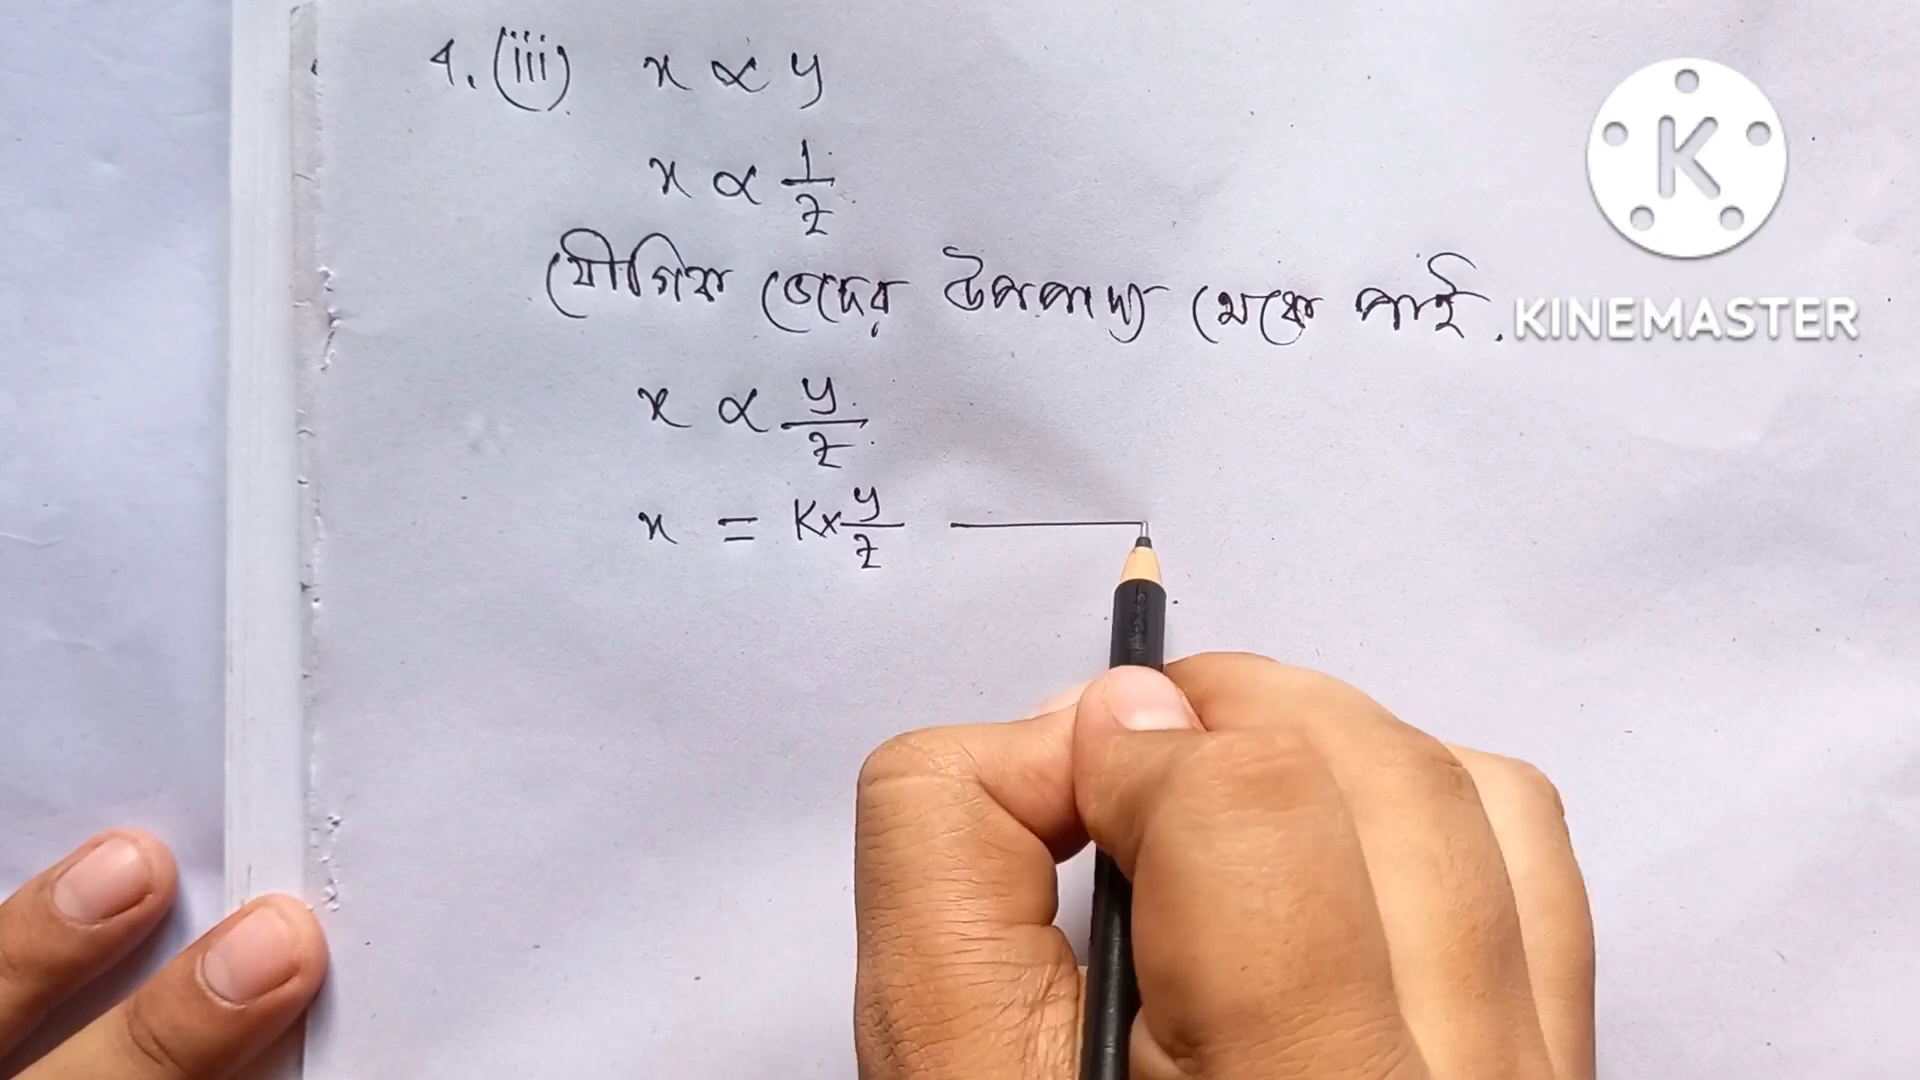 4. (iii) x ∝ y
x ∝ 1/z
যৌগিক ভেদের উপপাদ্য থেকে পাই.
x ∝ y/z
x = K×y/z
K
KINEMASTER